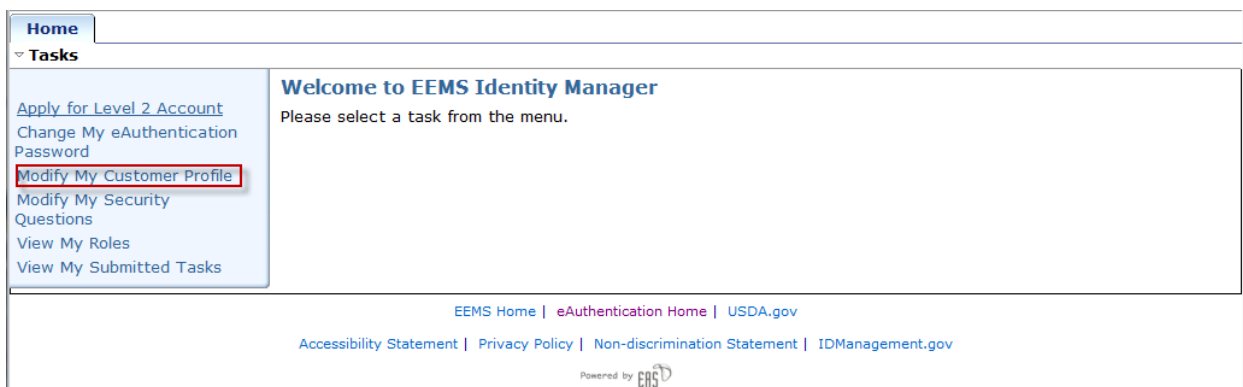 Home
Tasks
Apply for Level 2 Account
Change My eAuthentication
Password
Modify My Customer Profile
Modify My Security
Questions
View My Roles
View My Submitted Tasks
Welcome to EEMS Identity Manager
Please select a task from the menu.
EEMS Home | eAuthentication Home | USDA.gov
Accessibility Statement | Privacy Policy | Non-discrimination Statement | IDManagement.gov
Powered by EAS